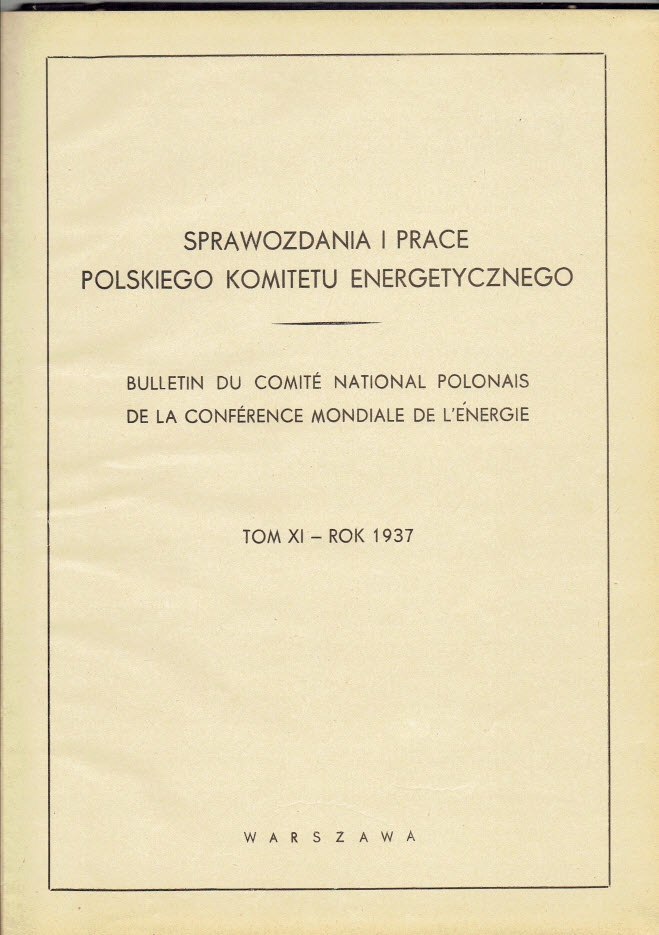 SPRAWOZDANIA I PRACE
POLSKIEGO KOMITETU ENERGETYCZNEGO
BULLETIN DU COMITÉ NATIONAL POLONAIS
DE LA CONFÉRENCE MONDIALE DE L'ÉNERGIE
TOM XI – ROK 1937
WARSZAWA